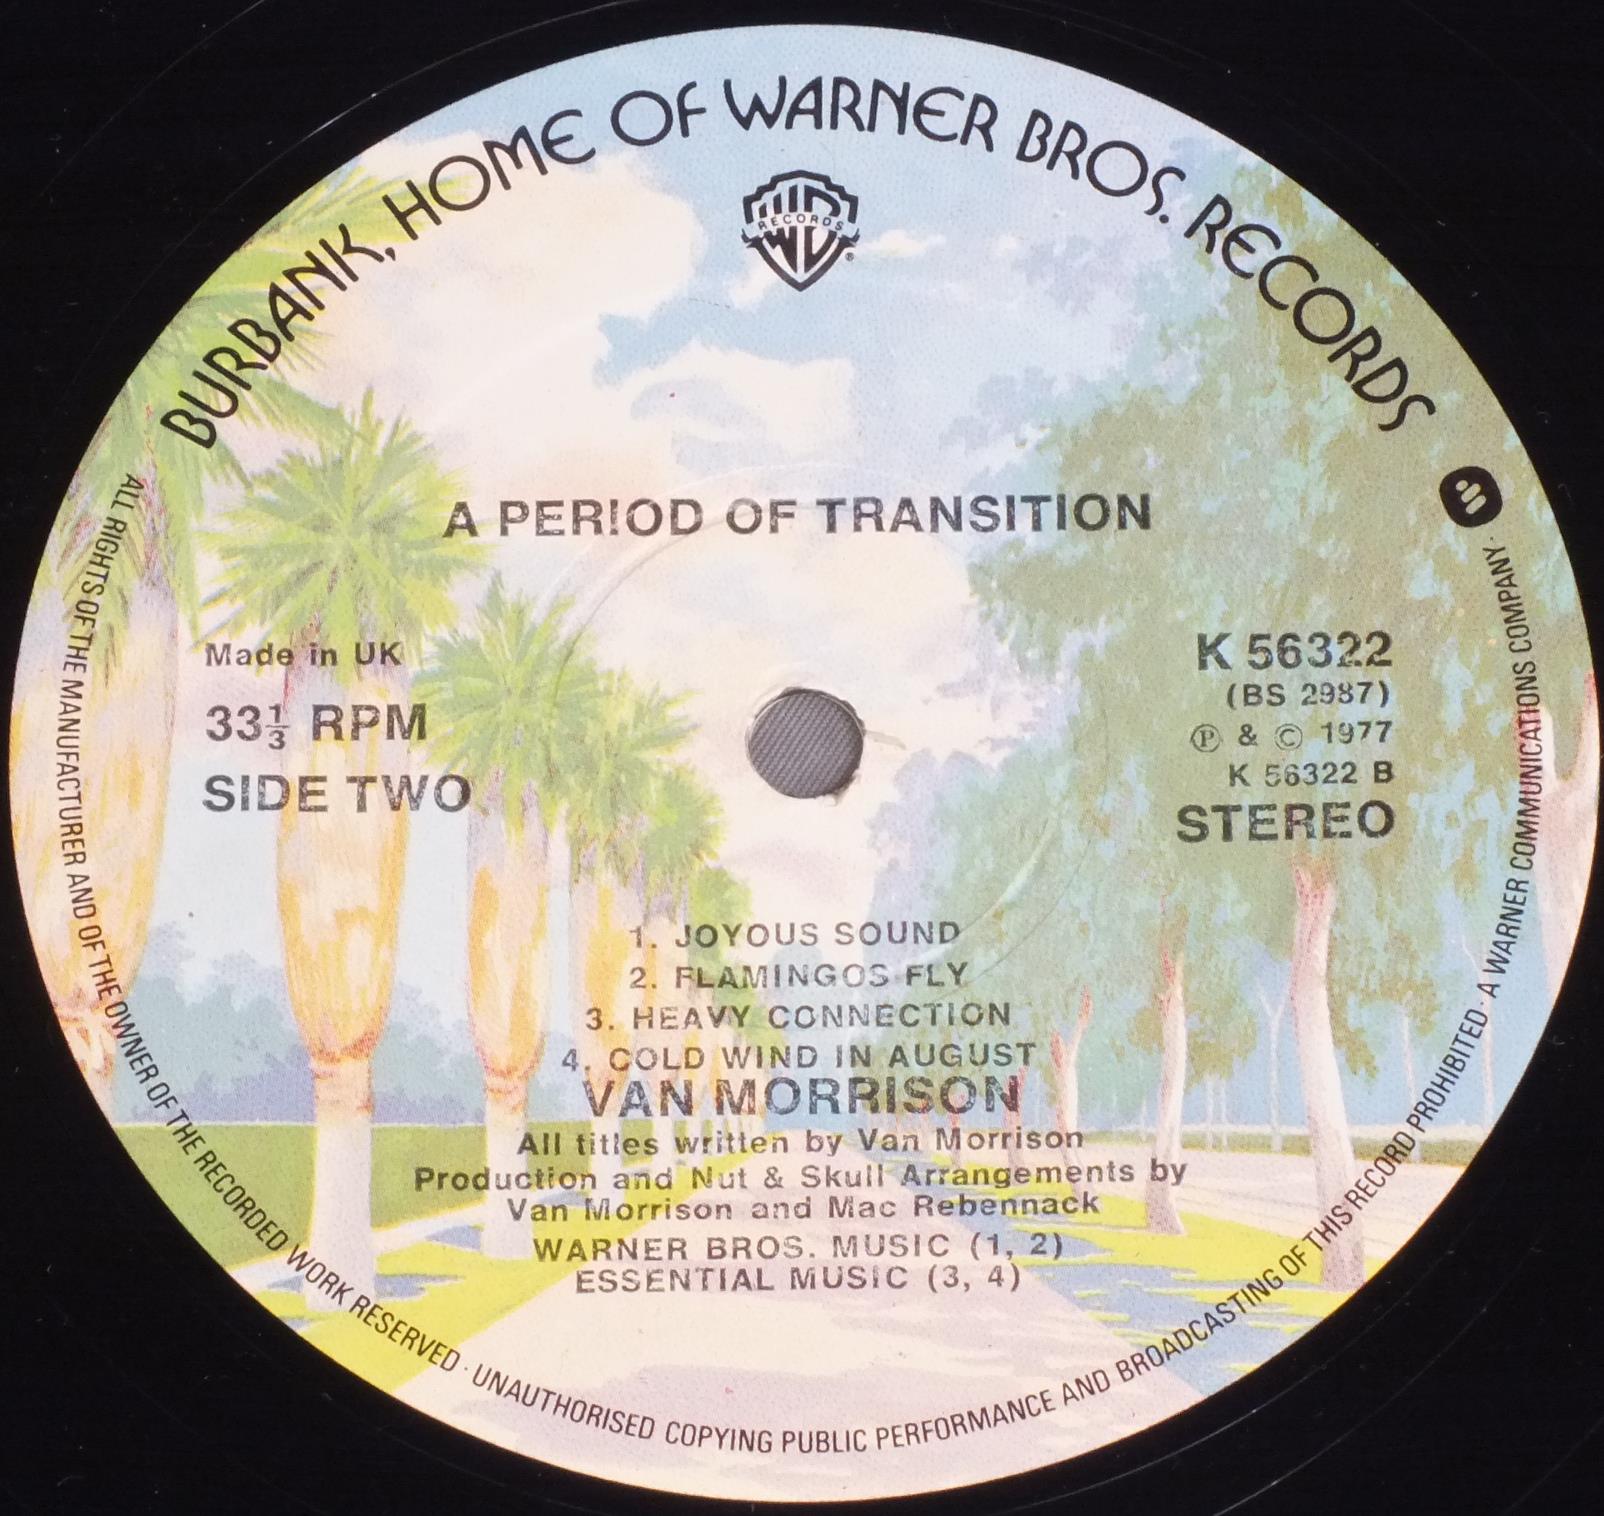 BURBANK, HOME OF WARNER BROS. RECORDS
RECORDS
®
A PERIOD OF TRANSITION
Made in UK
33⅓ RPM
SIDE TWO
K 56322
(BS 2987)
Ⓟ & © 1977
K 56322 B
STEREO
1. JOYOUS SOUND
2. FLAMINGOS FLY
3. HEAVY CONNECTION
4. COLD WIND IN AUGUST
VAN MORRISON
All titles written by Van Morrison
Production and Nut & Skull Arrangements by
Van Morrison and Mac Rebennack
WARNER BROS. MUSIC (1, 2)
ESSENTIAL MUSIC (3, 4)
ALL RIGHTS OF THE MANUFACTURER AND OF THE OWNER OF THE RECORDED WORK RESERVED · UNAUTHORISED COPYING PUBLIC PERFORMANCE AND BROADCASTING OF THIS RECORD PROHIBITED · A WARNER COMMUNICATIONS COMPANY ·